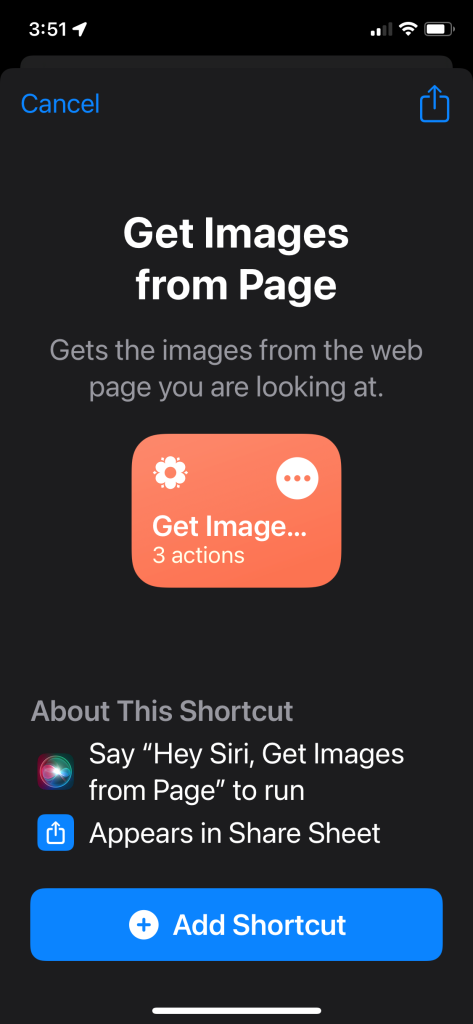 3:51
Cancel
Get Images
from Page
Gets the images from the web
page you are looking at.
Get Image...
3 actions
About This Shortcut
Say “Hey Siri, Get Images
from Page” to run
Appears in Share Sheet
Add Shortcut